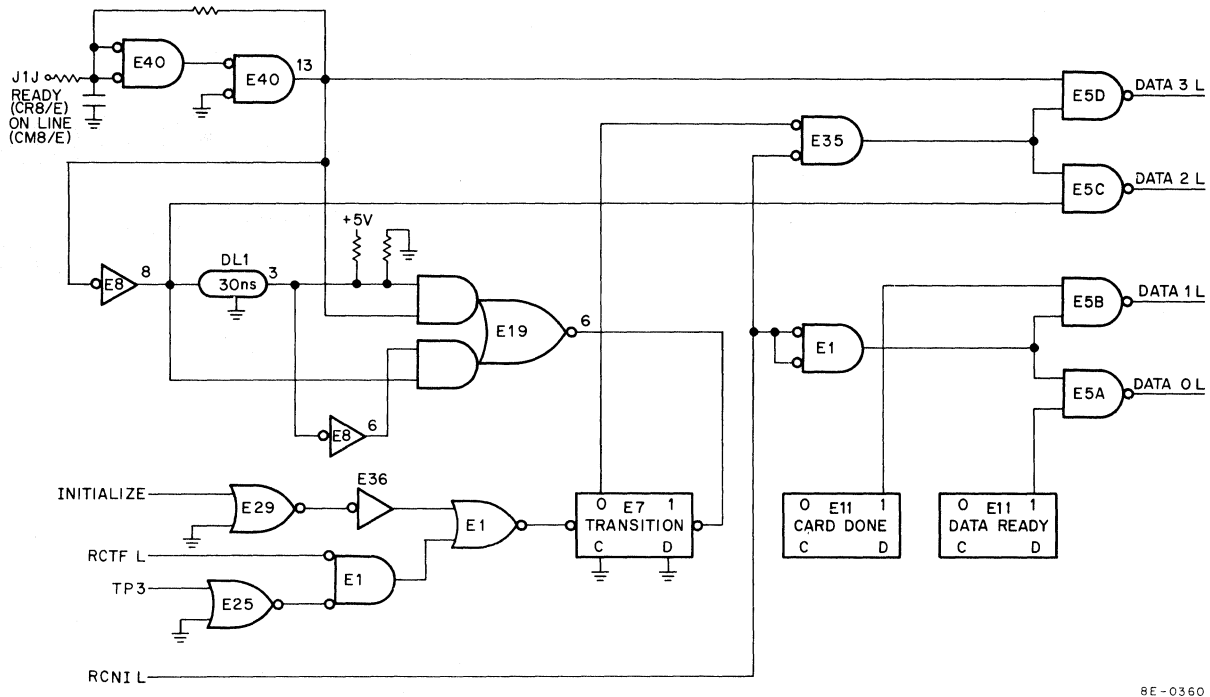 E40
E40
13
J1J
READY
(CR8/E)
ON LINE
(CM8/E)
E5D
DATA 3 L
E35
E5C
DATA 2 L
+5V
DL1
E8
8
30ns
3
E19
6
E8
6
E5B
DATA 1 L
E1
E5A
DATA 0 L
INITIALIZE
E29
E36
E1
RCTF L
E1
TP3
E25
0 E7 1
TRANSITION
C D
0 E11 1
CARD DONE
C D
0 E11 1
DATA READY
C D
RCNI L
8E-0360